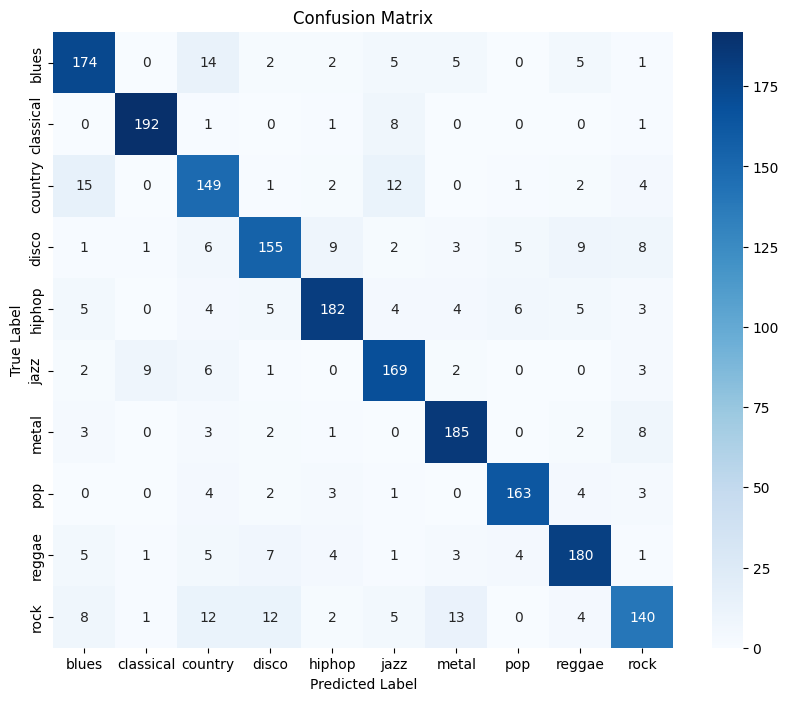 Confusion Matrix
True Label
blues 174 0 14 2 2 5 5 0 5 1
classical 0 192 1 0 1 8 0 0 0 1
country 15 0 149 1 2 12 0 1 2 4
disco 1 1 6 155 9 2 3 5 9 8
hiphop 5 0 4 5 182 4 4 6 5 3
jazz 2 9 6 1 0 169 2 0 0 3
metal 3 0 3 2 1 0 185 0 2 8
pop 0 0 4 2 3 1 0 163 4 3
reggae 5 1 5 7 4 1 3 4 180 1
rock 8 1 12 12 2 5 13 0 4 140
blues classical country disco hiphop jazz metal pop reggae rock
Predicted Label
175
150
125
100
75
50
25
0